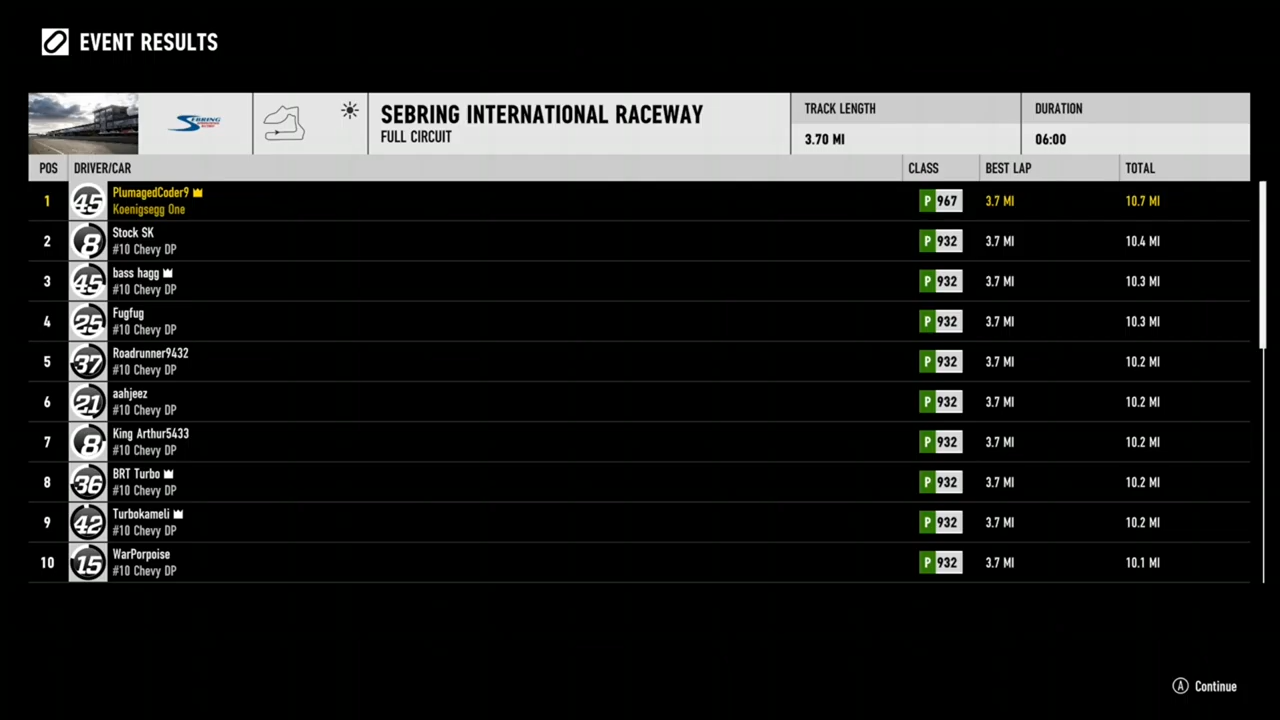 EVENT RESULTS
SEBRING
SEBRING INTERNATIONAL RACEWAY
FULL CIRCUIT
TRACK LENGTH
3.70 MI
DURATION
06:00
POS DRIVER/CAR CLASS BEST LAP TOTAL
1 45 PlumagedCoder9 P 967 3.7 MI 10.7 MI
Koenigsegg One
2 8 Stock SK P 932 3.7 MI 10.4 MI
#10 Chevy DP
3 45 bass hagg P 932 3.7 MI 10.3 MI
#10 Chevy DP
4 25 Fugfug P 932 3.7 MI 10.3 MI
#10 Chevy DP
5 37 Roadrunner9432 P 932 3.7 MI 10.2 MI
#10 Chevy DP
6 21 aahjeez P 932 3.7 MI 10.2 MI
#10 Chevy DP
7 8 King Arthur5433 P 932 3.7 MI 10.2 MI
#10 Chevy DP
8 36 BRT Turbo P 932 3.7 MI 10.2 MI
#10 Chevy DP
9 42 Turbokameli P 932 3.7 MI 10.2 MI
#10 Chevy DP
10 15 WarPorpoise P 932 3.7 MI 10.1 MI
#10 Chevy DP
A Continue